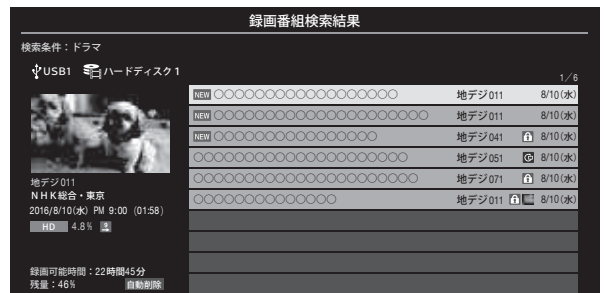 録画番組検索結果
検索条件：ドラマ
USB1 ハードディスク1
1／6
NEW ○○○○○○○○○○○○○○○○○○ 地デジ011 8/10(水)
NEW ○○○○○○○○○○○○○○○○○○○○○ 地デジ011 8/10(水)
NEW ○○○○○○○○○○○○○○○○ 地デジ041 8/10(水)
○○○○○○○○○○○○○○○○○○○○○ 地デジ051 G 8/10(水)
○○○○○○○○○○○○○○○○○○○○○○ 地デジ071 8/10(水)
○○○○○○○○○○○○○○ 地デジ011 8/10(水)
地デジ011
NHK総合・東京
2016/8/10(水) PM 9:00 (01:58)
HD 4.8%
録画可能時間：22時間45分
残量：46% 自動削除